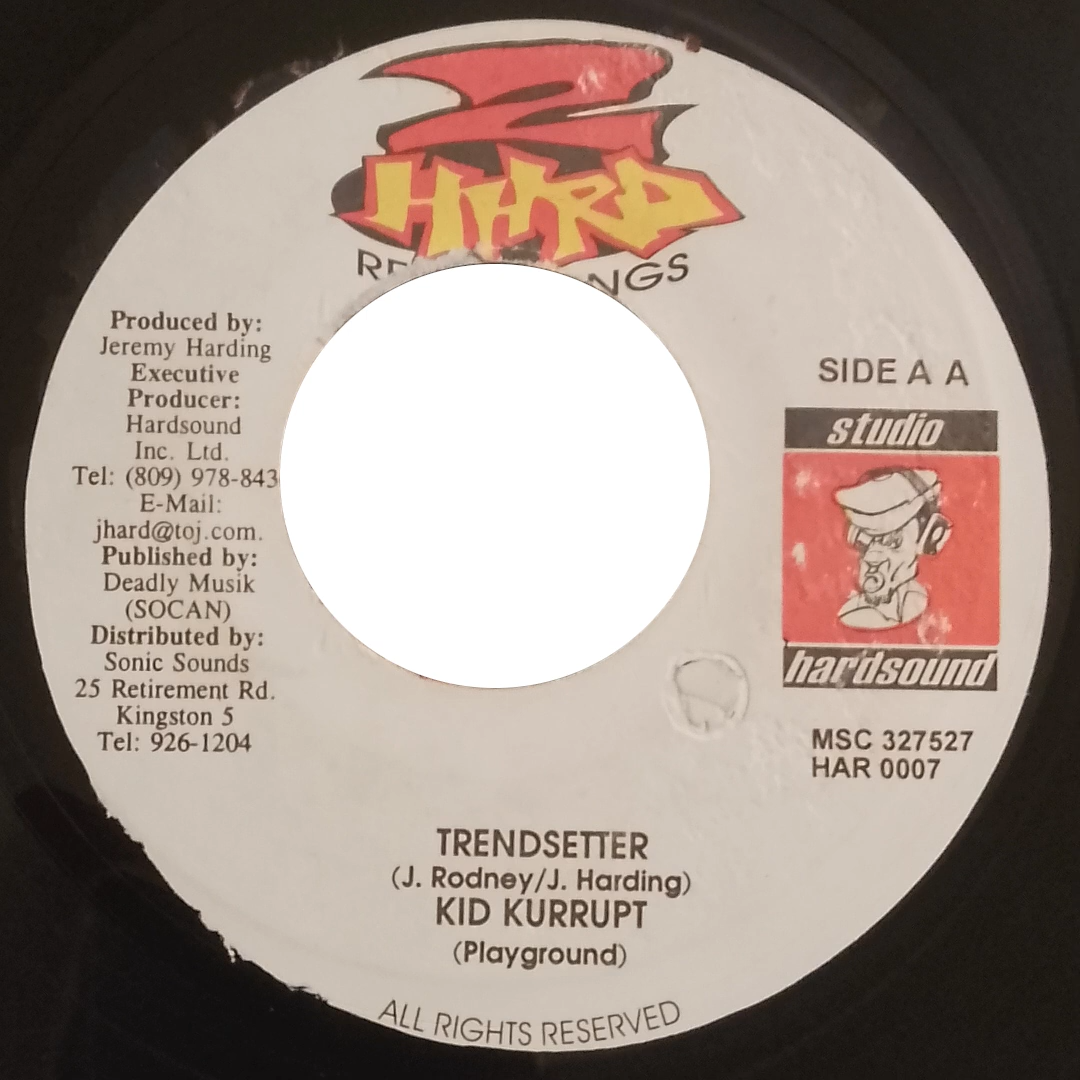 2
HARD
Produced by:
Jeremy Harding
Executive
Producer:
Hardsound
Inc. Ltd.
Tel: (809) 978-843
E-Mail:
jhard@toj.com.
Published by:
Deadly Musik
(SOCAN)
Distributed by:
Sonic Sounds
25 Retirement Rd.
Kingston 5
Tel: 926-1204
SIDE A A
studio
hardsound
MSC 327527
HAR 0007
TRENDSETTER
(J. Rodney/J. Harding)
KID KURRUPT
(Playground)
ALL RIGHTS RESERVED